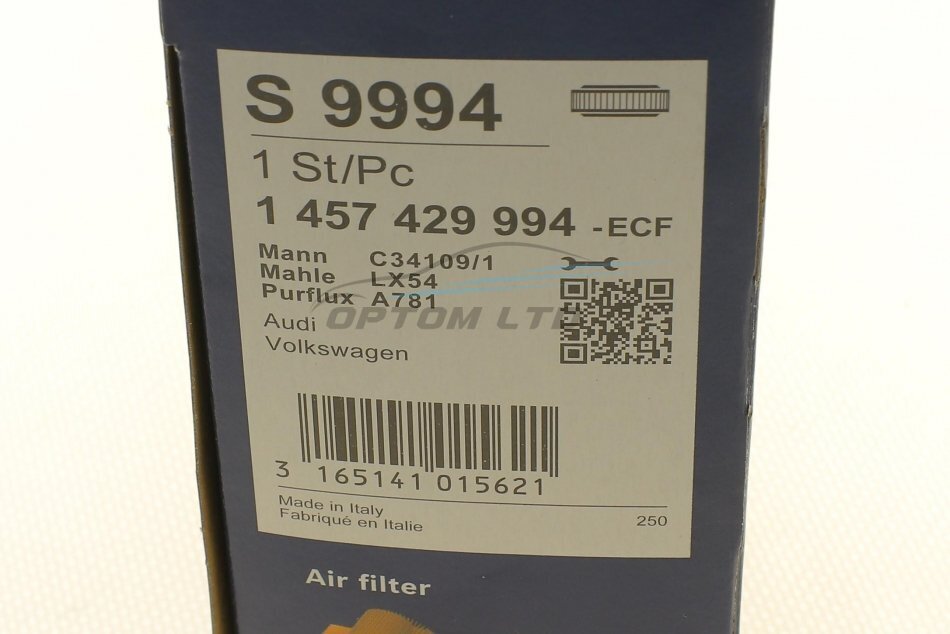 S 9994
1 St/Pc
1 457 429 994 -ECF
Mann C34109/1
Mahle LX54
Purflux A781
OPTOM LTD
Audi
Volkswagen
3 165141 015621
Made in Italy
Fabriqué en Italie
250
Air filter